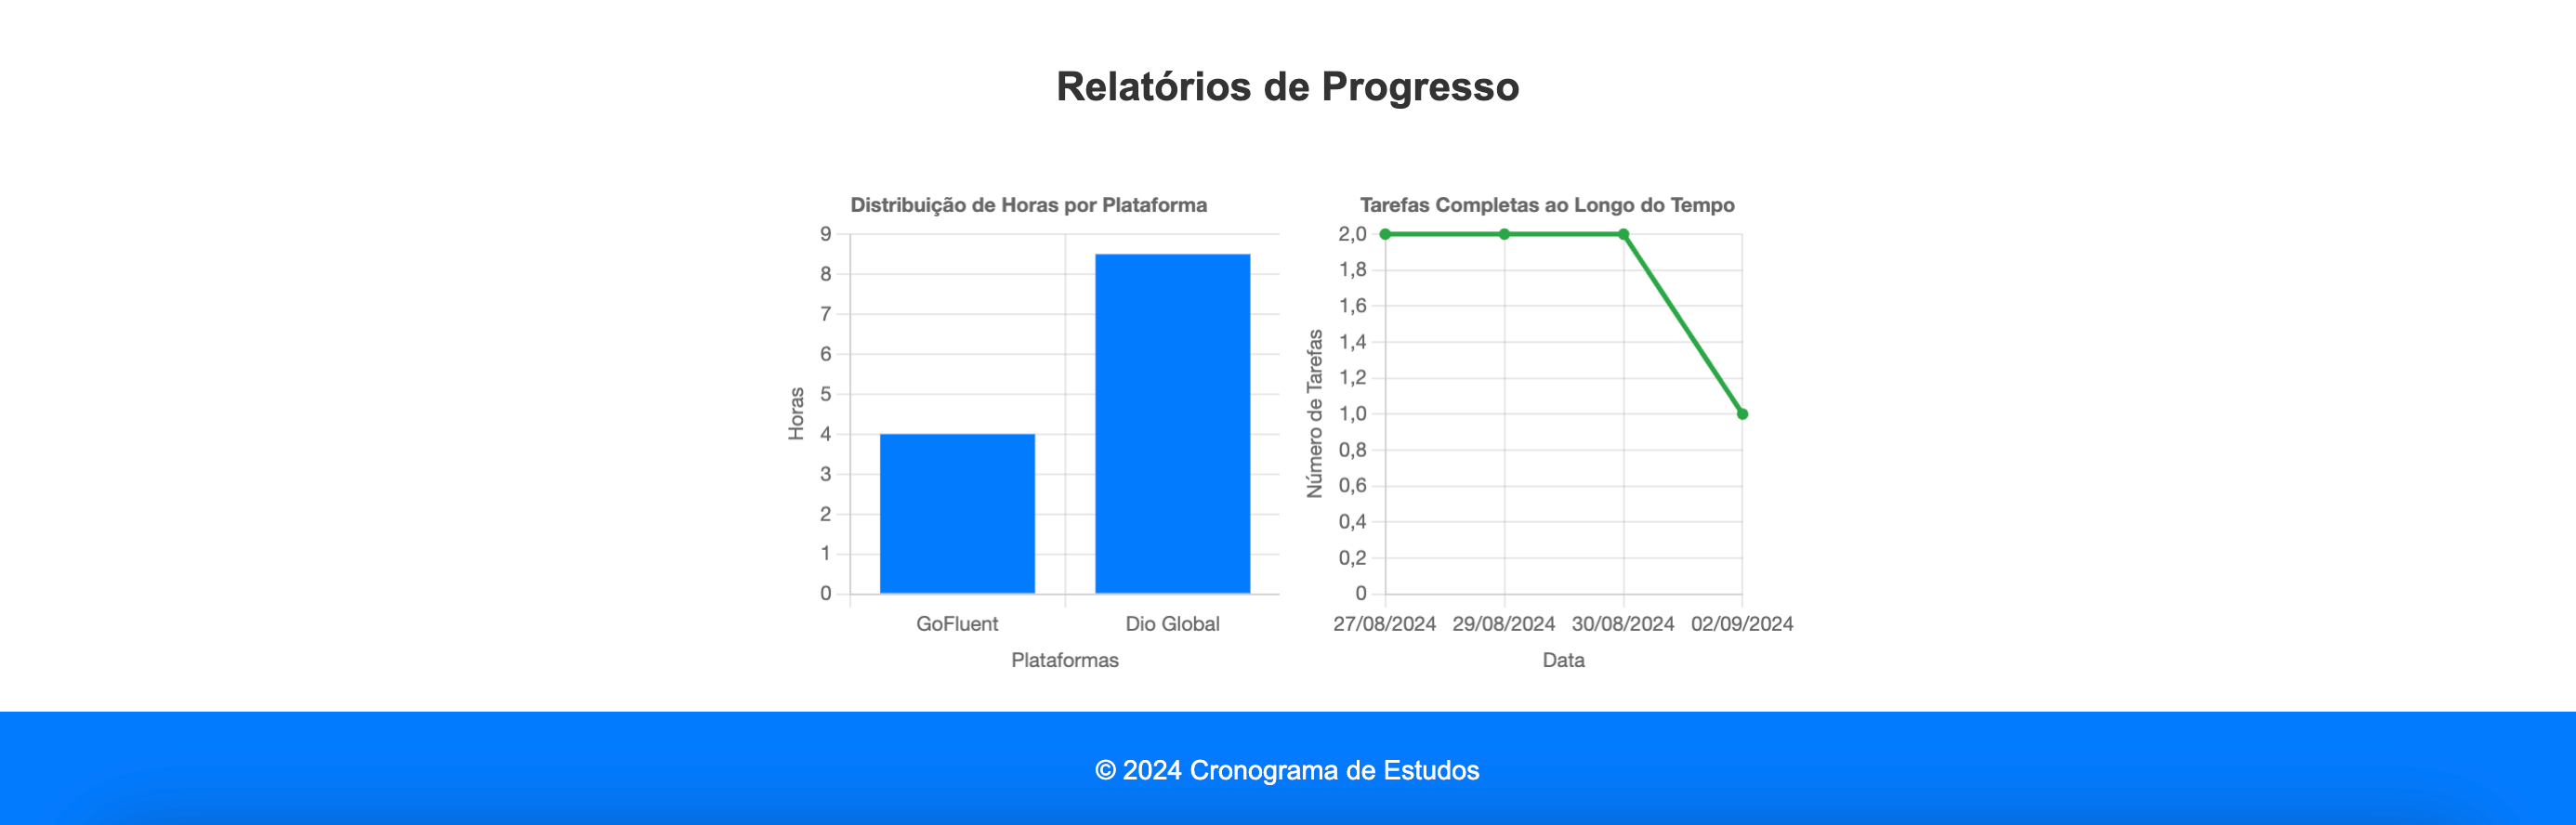 Relatórios de Progresso
Distribuição de Horas por Plataforma
9
8
7
6
5
4
3
2
1
0
Horas
GoFluent Dio Global
Plataformas
Tarefas Completas ao Longo do Tempo
2,0
1,8
1,6
1,4
1,2
1,0
0,8
0,6
0,4
0,2
0
Número de Tarefas
27/08/2024 29/08/2024 30/08/2024 02/09/2024
Data
© 2024 Cronograma de Estudos